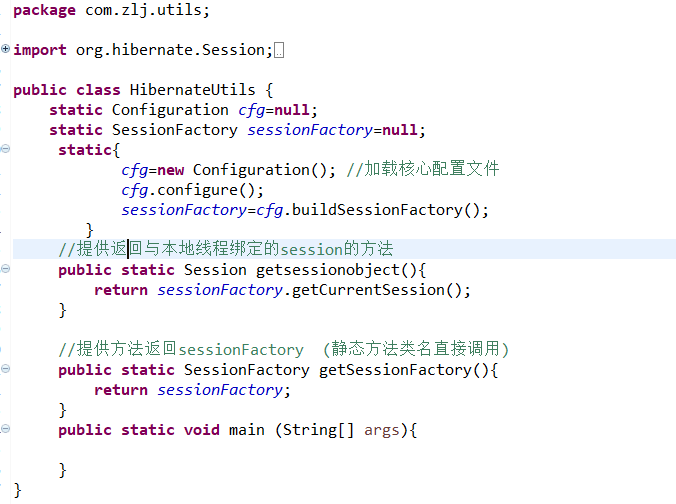 package com.zlj.utils;
import org.hibernate.Session;
public class HibernateUtils {
static Configuration cfg=null;
static SessionFactory sessionFactory=null;
static{
cfg=new Configuration(); //加载核心配置文件
cfg.configure();
sessionFactory=cfg.buildSessionFactory();
}
//提供返回与本地线程绑定的session的方法
public static Session getsessionobject(){
return sessionFactory.getCurrentSession();
}
//提供方法返回sessionFactory （静态方法类名直接调用）
public static SessionFactory getSessionFactory(){
return sessionFactory;
}
public static void main (String[] args){
}
}